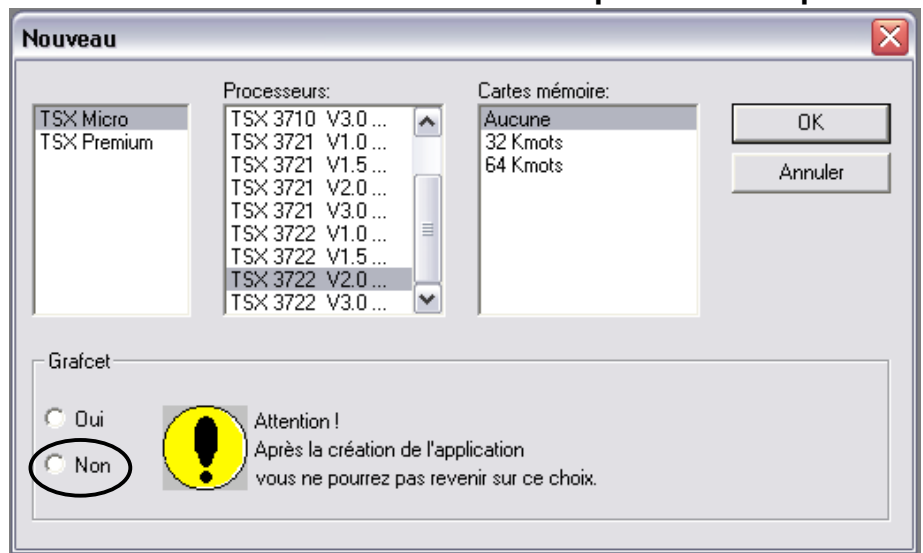 Nouveau
Processeurs:
Cartes mémoire:
TSX Micro
TSX Premium
TSX 3710 V3.0 ...
TSX 3721 V1.0 ...
TSX 3721 V1.5 ...
TSX 3721 V2.0 ...
TSX 3721 V3.0 ...
TSX 3722 V1.0 ...
TSX 3722 V1.5 ...
TSX 3722 V2.0 ...
TSX 3722 V3.0 ...
Aucune
32 Kmots
64 Kmots
OK
Annuler
Grafcet
Oui
Non
Attention !
Après la création de l'application
vous ne pourrez pas revenir sur ce choix.